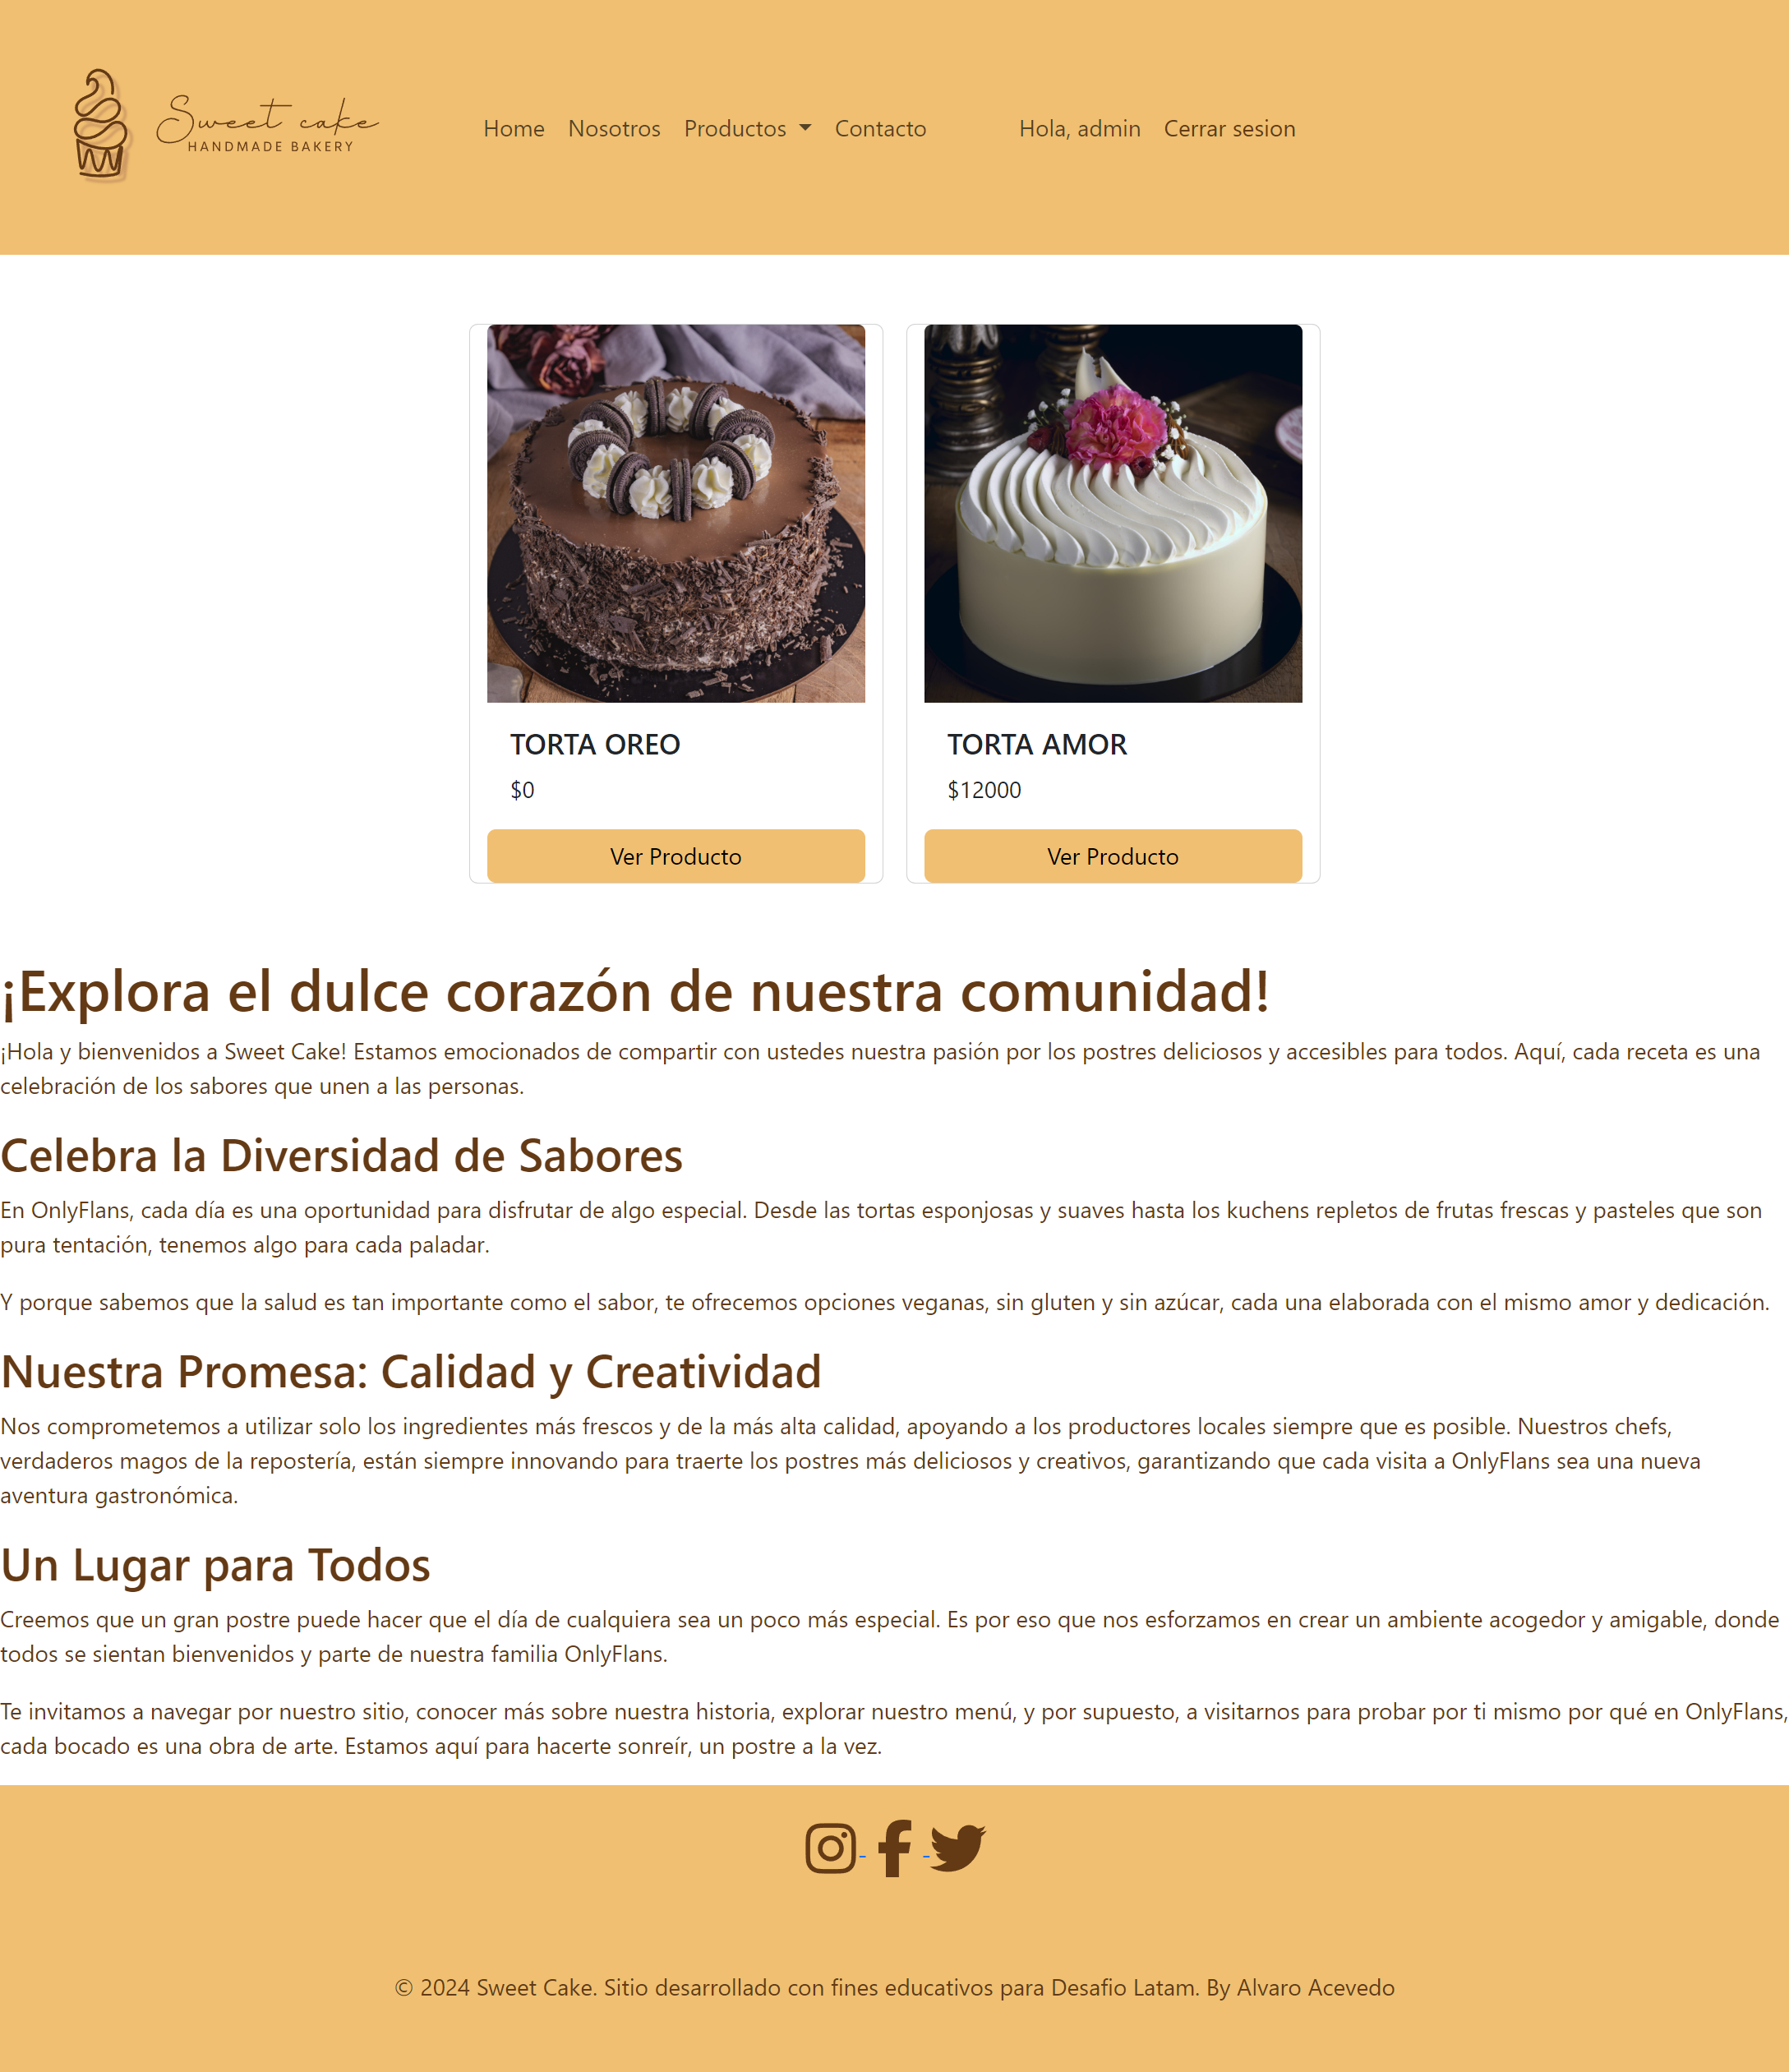 Sweet cake
HANDMADE BAKERY
Home Nosotros Productos Contacto Hola, admin Cerrar sesion
TORTA OREO
$0
Ver Producto
TORTA AMOR
$12000
Ver Producto
¡Explora el dulce corazón de nuestra comunidad!
¡Hola y bienvenidos a Sweet Cake! Estamos emocionados de compartir con ustedes nuestra pasión por los postres deliciosos y accesibles para todos. Aquí, cada receta es una
celebración de los sabores que unen a las personas.
Celebra la Diversidad de Sabores
En OnlyFlans, cada día es una oportunidad para disfrutar de algo especial. Desde las tortas esponjosas y suaves hasta los kuchens repletos de frutas frescas y pasteles que son
pura tentación, tenemos algo para cada paladar.
Y porque sabemos que la salud es tan importante como el sabor, te ofrecemos opciones veganas, sin gluten y sin azúcar, cada una elaborada con el mismo amor y dedicación.
Nuestra Promesa: Calidad y Creatividad
Nos comprometemos a utilizar solo los ingredientes más frescos y de la más alta calidad, apoyando a los productores locales siempre que es posible. Nuestros chefs,
verdaderos magos de la repostería, están siempre innovando para traerte los postres más deliciosos y creativos, garantizando que cada visita a OnlyFlans sea una nueva
aventura gastronómica.
Un Lugar para Todos
Creemos que un gran postre puede hacer que el día de cualquiera sea un poco más especial. Es por eso que nos esforzamos en crear un ambiente acogedor y amigable, donde
todos se sientan bienvenidos y parte de nuestra familia OnlyFlans.
Te invitamos a navegar por nuestro sitio, conocer más sobre nuestra historia, explorar nuestro menú, y por supuesto, a visitarnos para probar por ti mismo por qué en OnlyFlans,
cada bocado es una obra de arte. Estamos aquí para hacerte sonreír, un postre a la vez.
© 2024 Sweet Cake. Sitio desarrollado con fines educativos para Desafio Latam. By Alvaro Acevedo